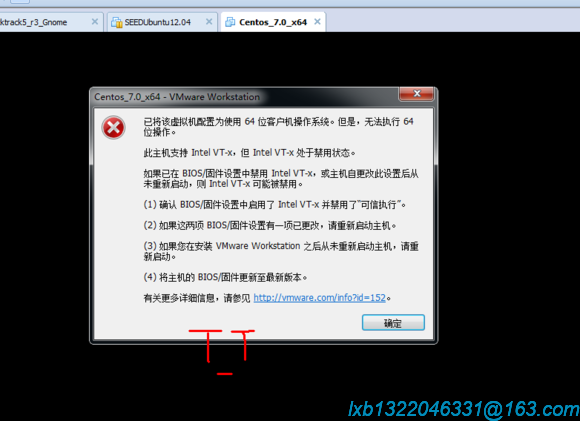 ktrack5_r3_Gnome
SEEDUbuntu12.04
Centos_7.0_x64
Centos_7.0_x64 - VMware Workstation
已将该虚拟机配置为使用 64 位客户机操作系统。但是，无法执行 64
位操作。
此主机支持 Intel VT-x，但 Intel VT-x 处于禁用状态。
如果已在 BIOS/固件设置中禁用 Intel VT-x，或主机自更改此设置后从
未重新启动，则 Intel VT-x 可能被禁用。
(1) 确认 BIOS/固件设置中启用了 Intel VT-x 并禁用了“可信执行”。
(2) 如果这两项 BIOS/固件设置有一项已更改，请重新启动主机。
(3) 如果您在安装 VMware Workstation 之后从未重新启动主机，请重
新启动。
(4) 将主机的 BIOS/固件更新至最新版本。
有关更多详细信息，请参见 http://vmware.com/info?id=152。
确定
lxb1322046331@163.com